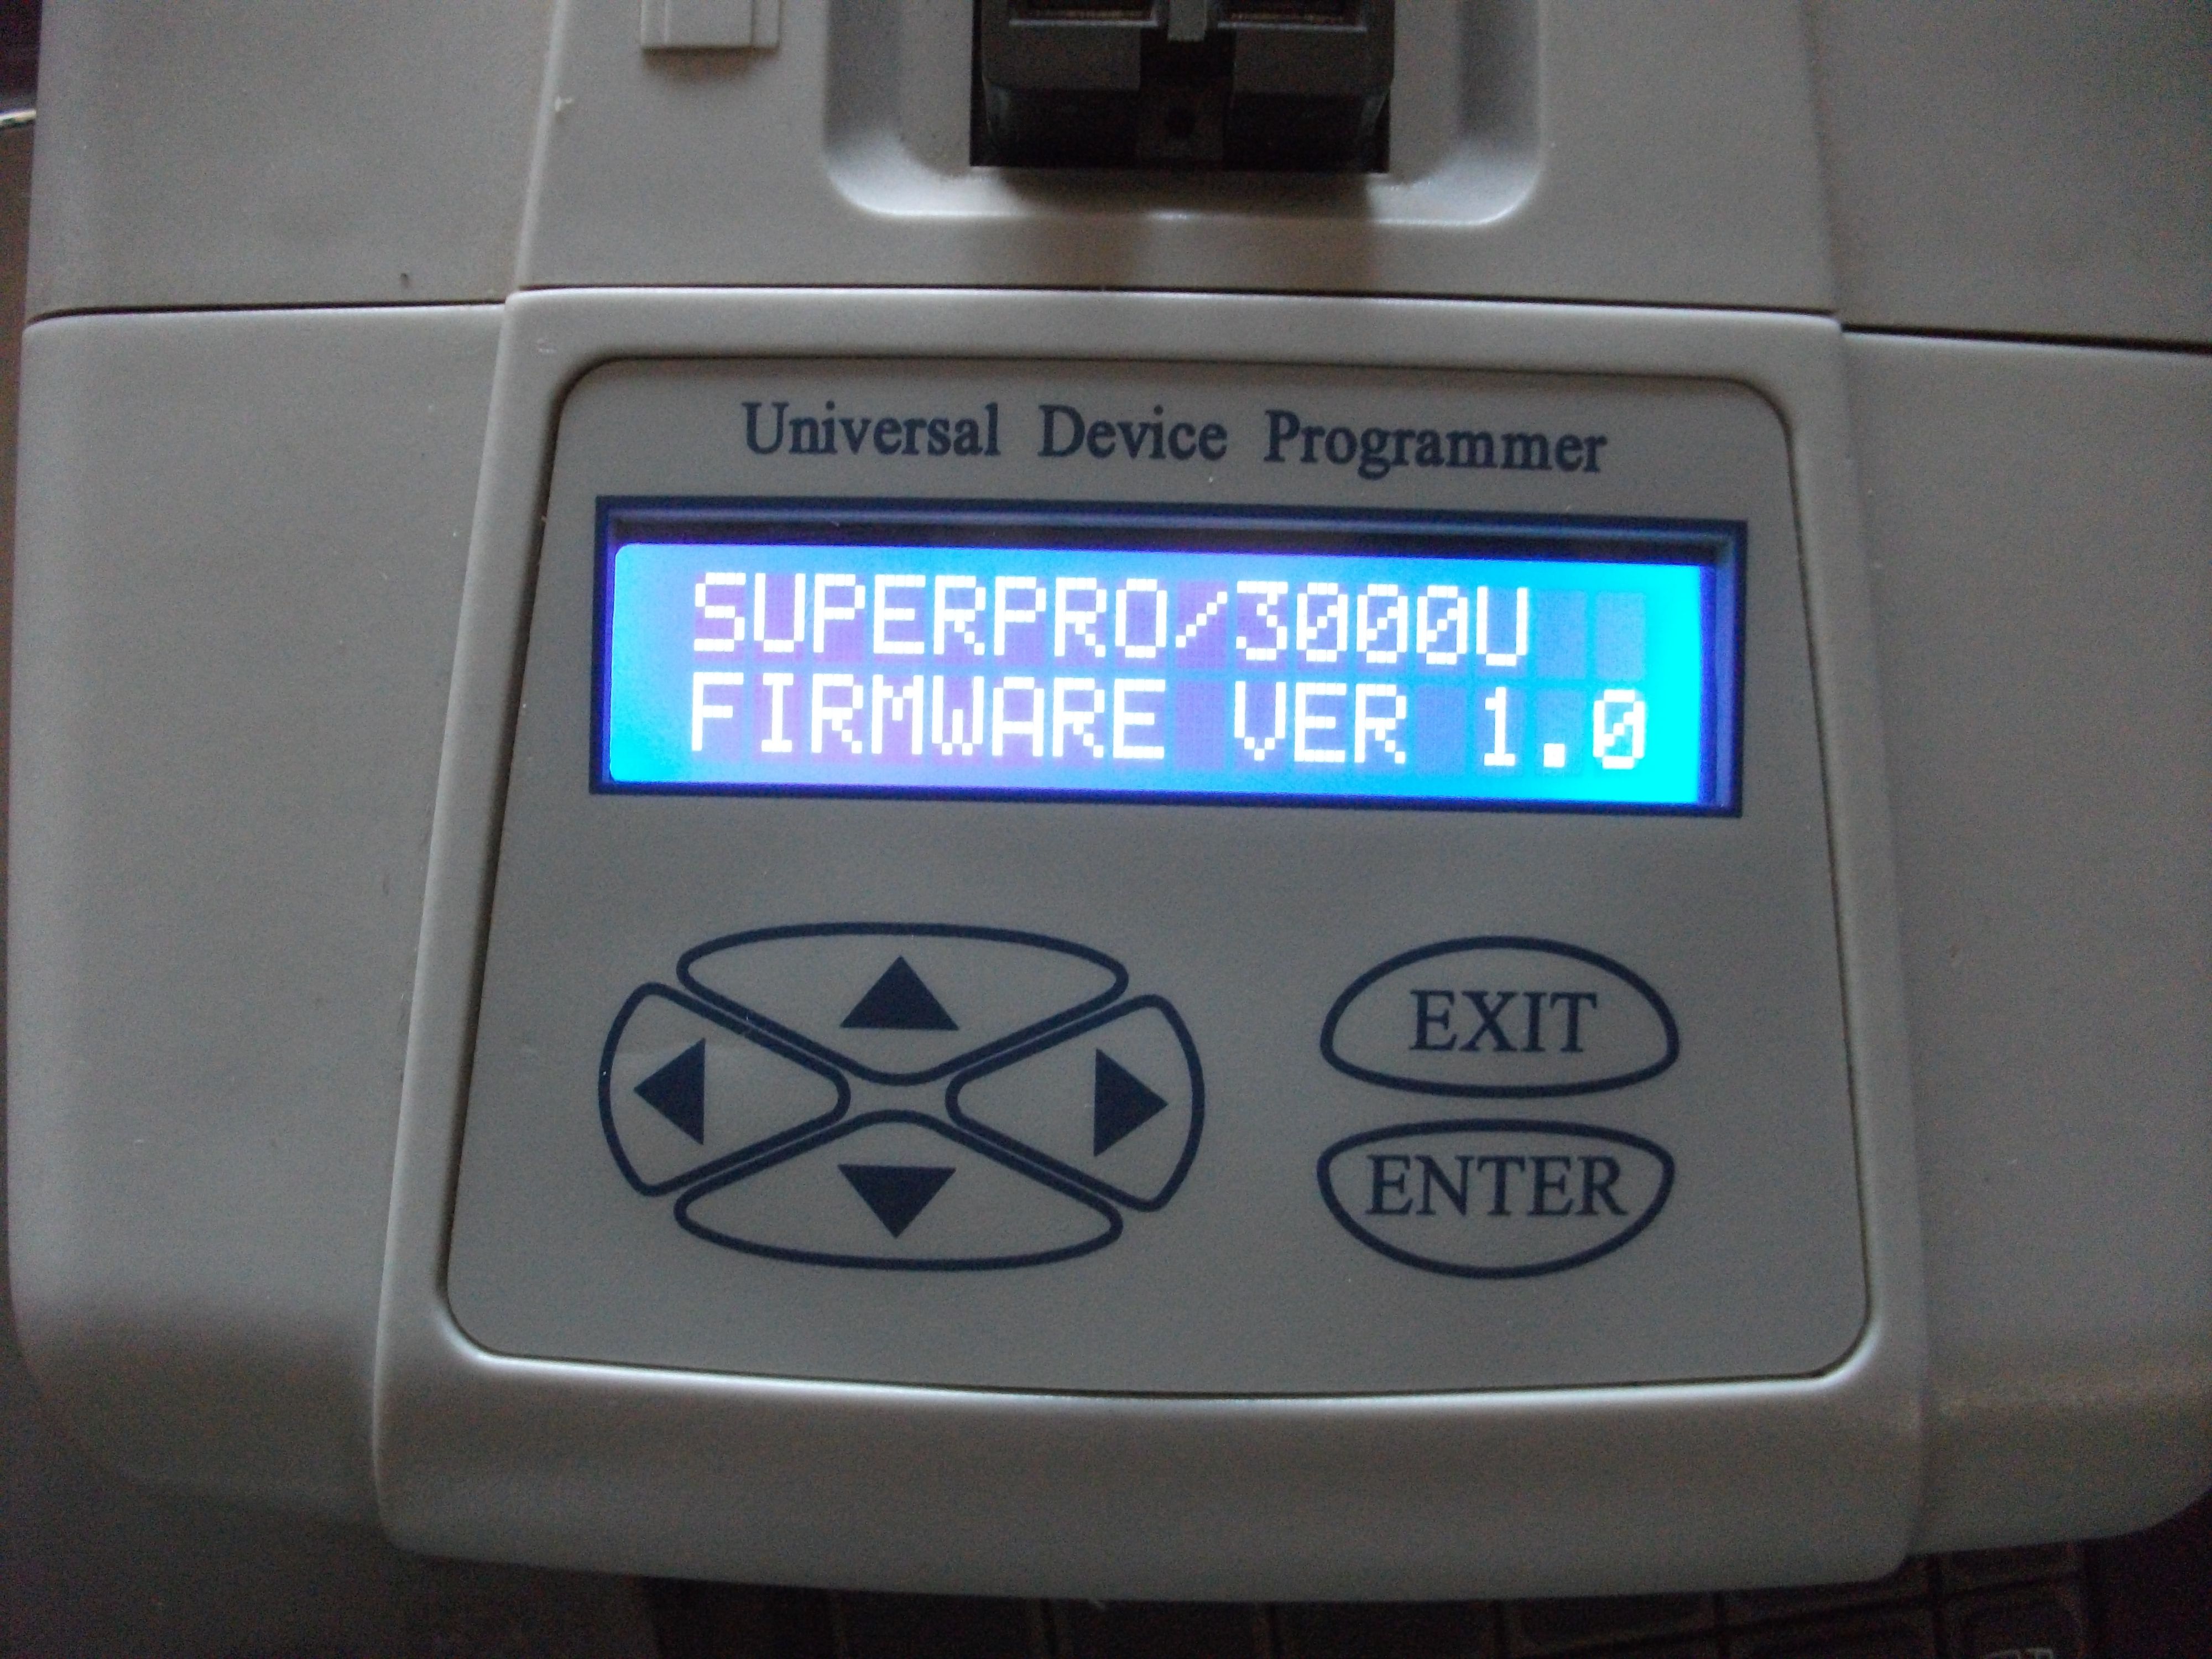 Universal Device Programmer
SUPERPRO/3000U
FIRMWARE VER 1.0
EXIT
ENTER